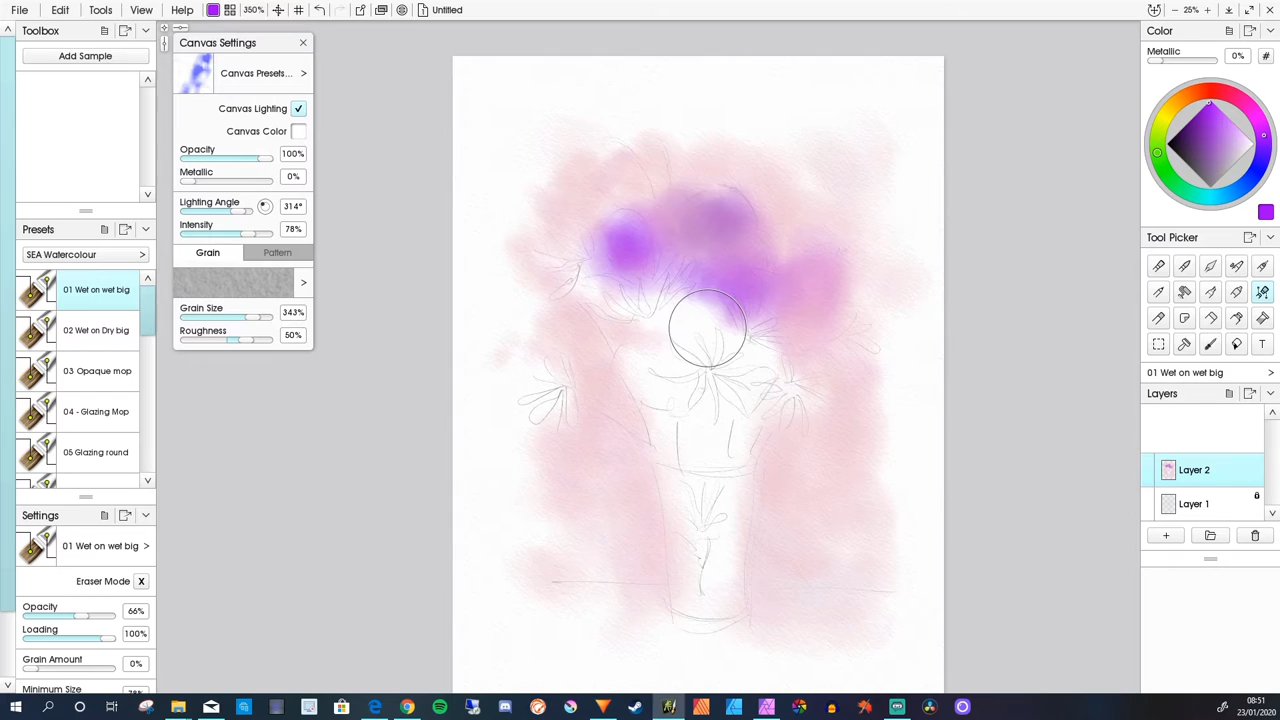 File Edit Tools View Help 350% Untitled 25%
Toolbox
Add Sample
Presets
SEA Watercolour >
01 Wet on wet big
02 Wet on Dry big
03 Opaque mop
04 - Glazing Mop
05 Glazing round
Settings
01 Wet on wet big >
Eraser Mode X
Opacity 66%
Loading 100%
Grain Amount 0%
Minimum Size 78%
Canvas Settings
Canvas Presets... >
Canvas Lighting
Canvas Color
Opacity 100%
Metallic 0%
Lighting Angle 314°
Intensity 78%
Grain Pattern
Grain Size 343%
Roughness 50%
Color
Metallic 0% #
Tool Picker
T
01 Wet on wet big >
Layers
Layer 2
Layer 1
08:51
23/01/2020